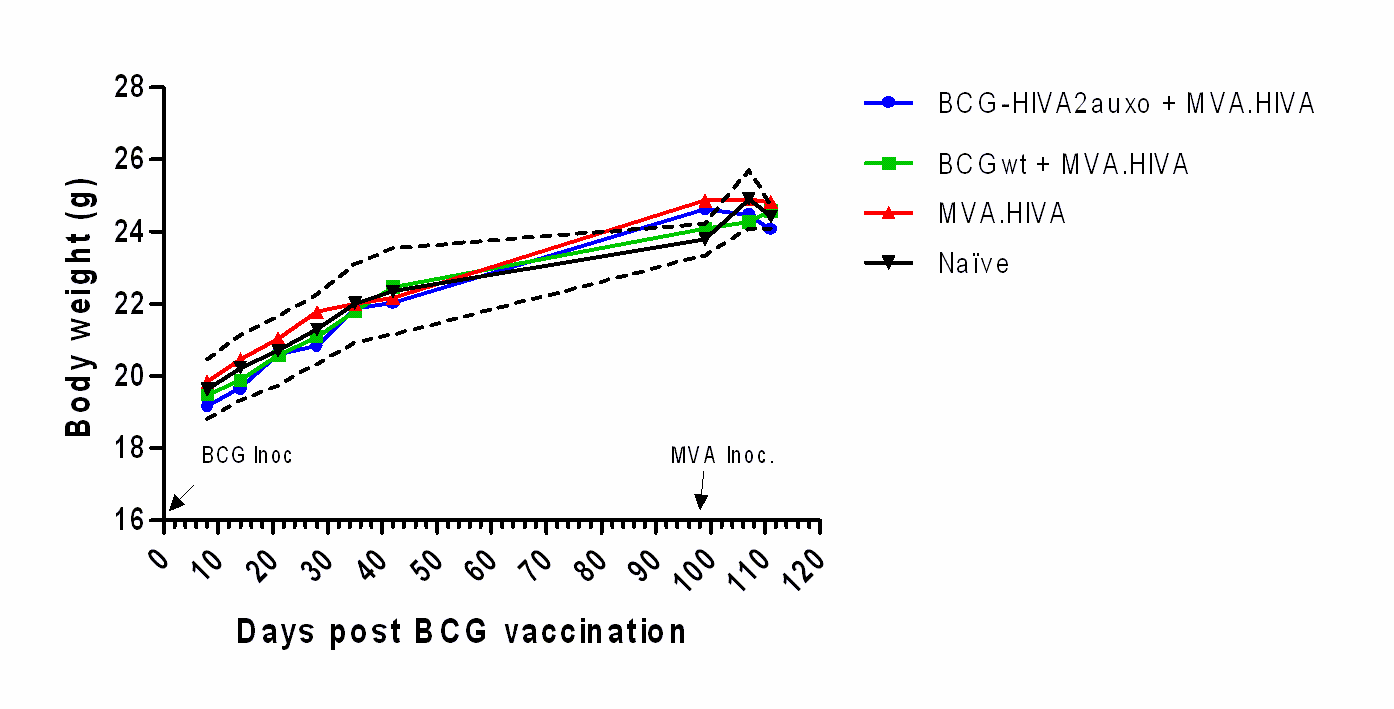 28
26
24
22
20
18
16
Body weight (g)
BCG Inoc
MVA Inoc.
0 10 20 30 40 50 60 70 80 90 100 110 120
Days post BCG vaccination
BCG-HIVA2auxo + MVA.HIVA
BCGwt + MVA.HIVA
MVA.HIVA
Naïve